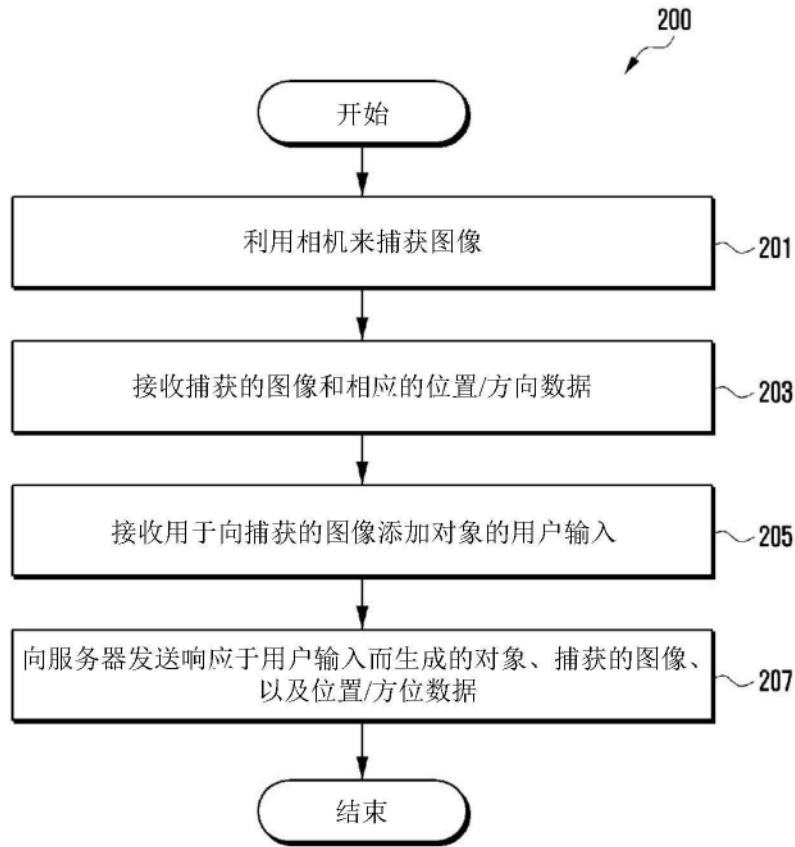 200
开始
利用相机来捕获图像
201
接收捕获的图像和相应的位置/方向数据
203
接收用于向捕获的图像添加对象的用户输入
205
向服务器发送响应于用户输入而生成的对象、捕获的图像、
以及位置/方位数据
207
结束